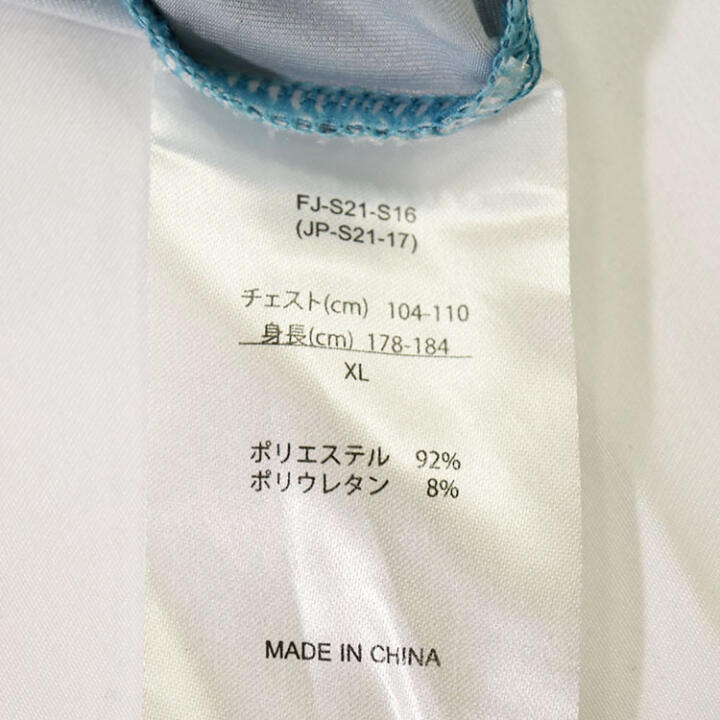 FJ-S21-S16
(JP-S21-17)
チェスト(cm) 104-110
身長(cm) 178-184
XL
ポリエステル 92%
ポリウレタン 8%
MADE IN CHINA